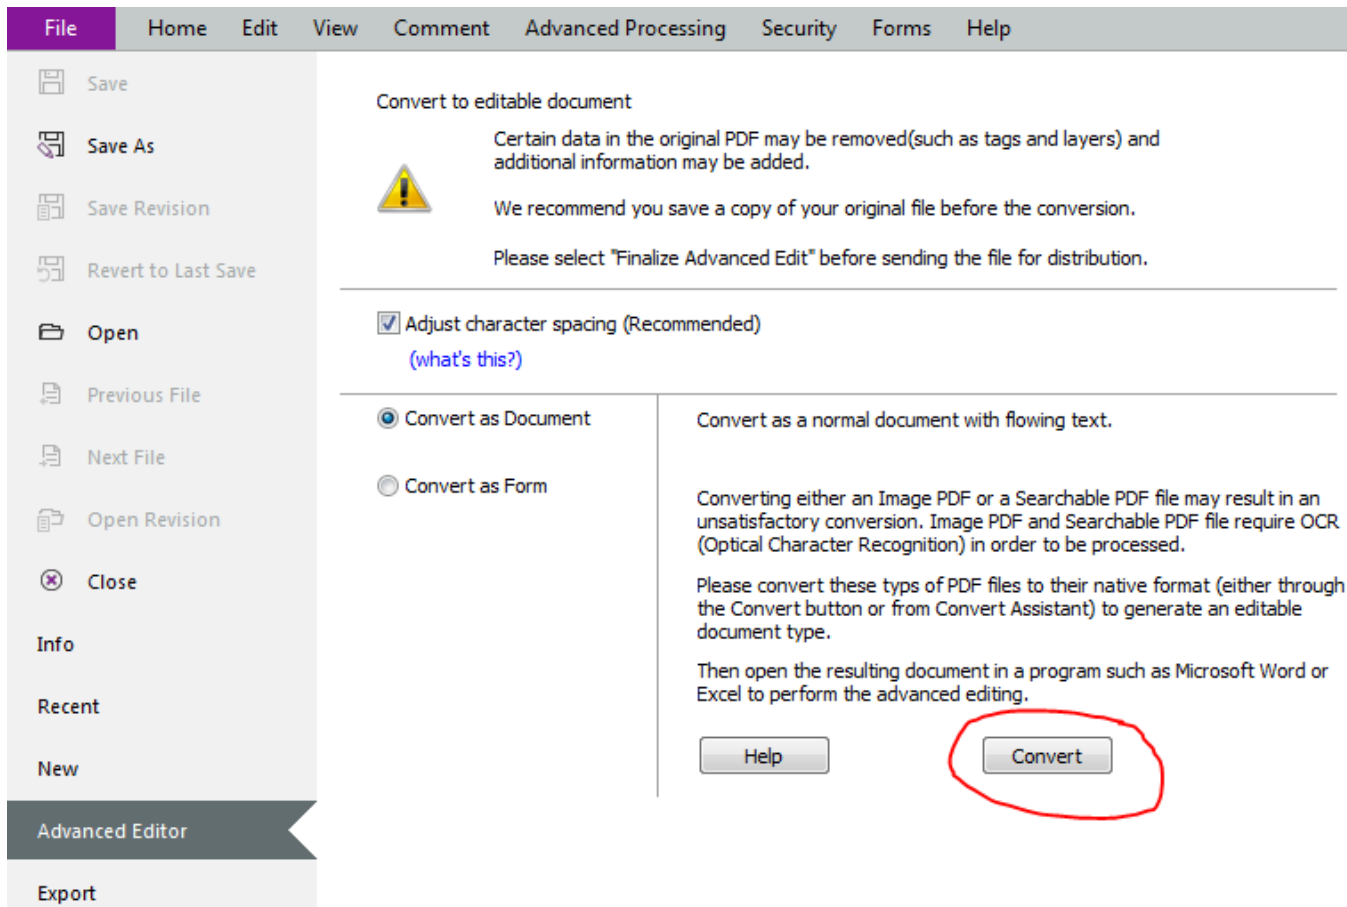 File Home Edit View Comment Advanced Processing Security Forms Help
Save
Save As
Save Revision
Revert to Last Save
Open
Previous File
Next File
Open Revision
Close
Info
Recent
New
Advanced Editor
Export
Convert to editable document
Certain data in the original PDF may be removed(such as tags and layers) and
additional information may be added.
We recommend you save a copy of your original file before the conversion.
Please select "Finalize Advanced Edit" before sending the file for distribution.
Adjust character spacing (Recommended)
(what's this?)
Convert as Document
Convert as Form
Convert as a normal document with flowing text.
Converting either an Image PDF or a Searchable PDF file may result in an
unsatisfactory conversion. Image PDF and Searchable PDF file require OCR
(Optical Character Recognition) in order to be processed.
Please convert these typs of PDF files to their native format (either through
the Convert button or from Convert Assistant) to generate an editable
document type.
Then open the resulting document in a program such as Microsoft Word or
Excel to perform the advanced editing.
Help Convert